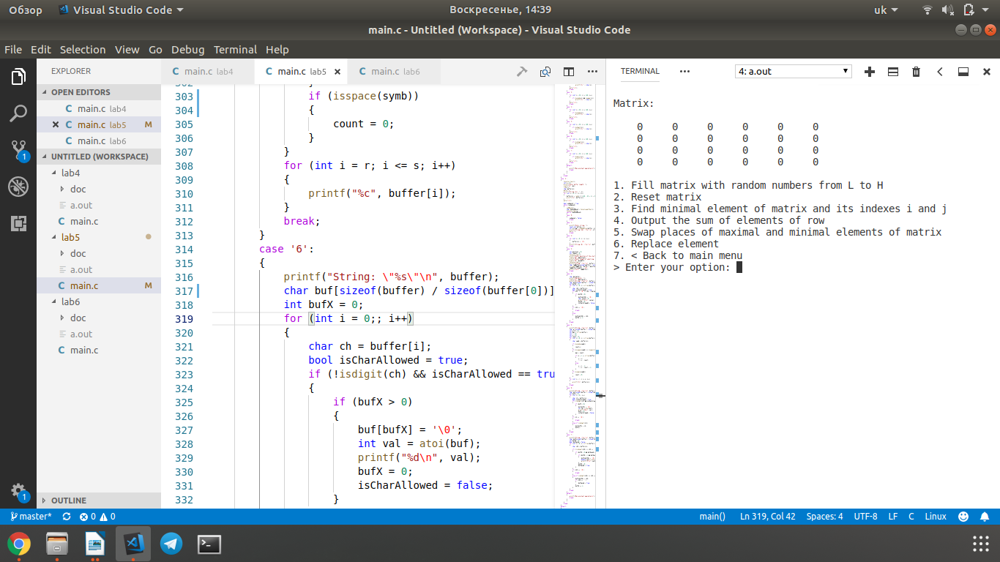 Обзор
Visual Studio Code
Воскресенье, 14:39
uk
main.c - Untitled (Workspace) - Visual Studio Code
File Edit Selection View Go Debug Terminal Help
EXPLORER
OPEN EDITORS
main.c lab4
main.c lab5 M
main.c lab6
UNTITLED (WORKSPACE)
lab4
doc
a.out
main.c
lab5
doc
a.out
main.c M
lab6
doc
a.out
main.c
OUTLINE
1
1
main.c lab4
main.c lab5
main.c lab6
302 }
303 if (isspace(symb))
304 {
305 count = 0;
306 }
307 }
308 for (int i = r; i <= s; i++)
309 {
310 printf("%c", buffer[i]);
311 }
312 break;
313 }
314 case '6':
315 {
316 printf("String: \"%s\"\n", buffer);
317 char buf[sizeof(buffer) / sizeof(buffer[0])]
318 int bufX = 0;
319 for (int i = 0;; i++)
320 {
321 char ch = buffer[i];
322 bool isCharAllowed = true;
323 if (!isdigit(ch) && isCharAllowed == tru
324 {
325 if (bufX > 0)
326 {
327 buf[bufX] = '\0';
328 int val = atoi(buf);
329 printf("%d\n", val);
330 bufX = 0;
331 isCharAllowed = false;
332 }
TERMINAL
4: a.out
Matrix:
0 0 0 0 0 0
0 0 0 0 0 0
0 0 0 0 0 0
0 0 0 0 0 0
1. Fill matrix with random numbers from L to H
2. Reset matrix
3. Find minimal element of matrix and its indexes i and j
4. Output the sum of elements of row
5. Swap places of maximal and minimal elements of matrix
6. Replace element
7. < Back to main menu
> Enter your option:
master* 0 0
main() Ln 319, Col 42 Spaces: 4 UTF-8 LF C Linux